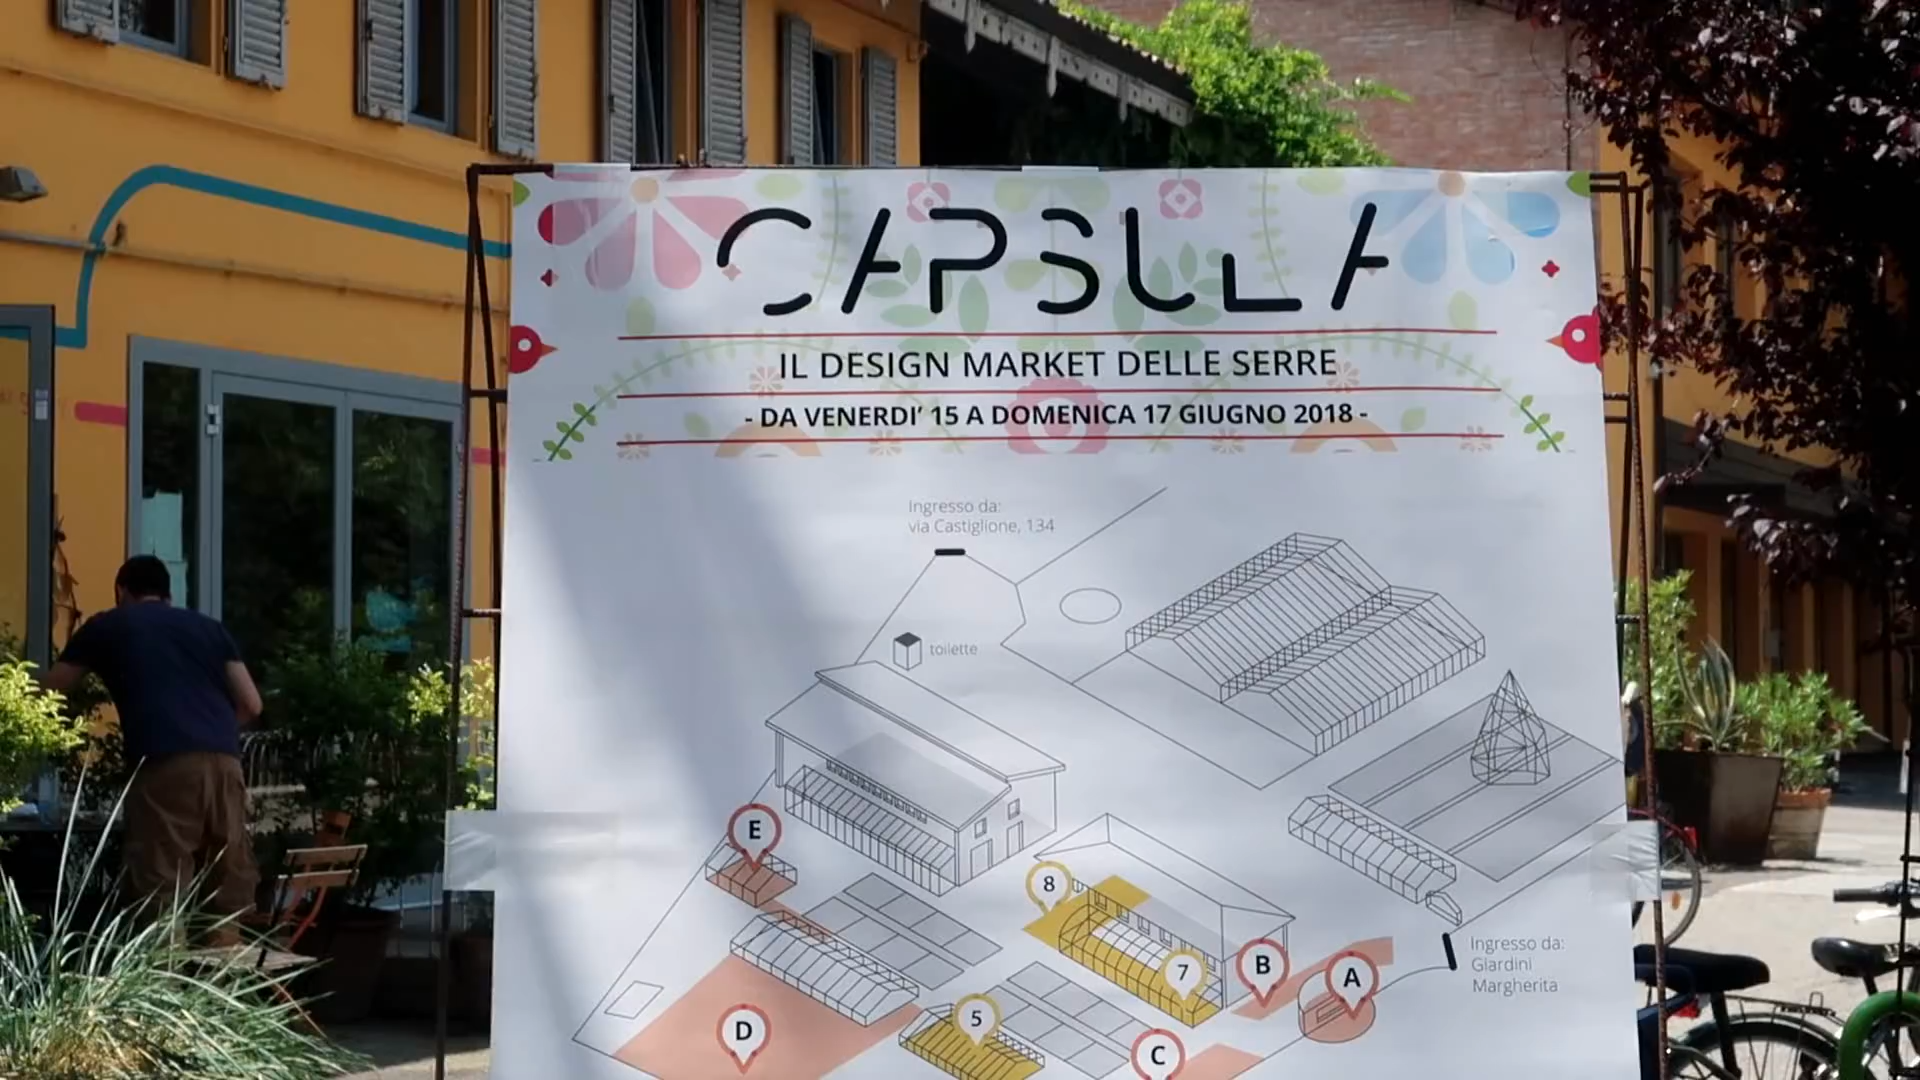 CAPSULA
IL DESIGN MARKET DELLE SERRE
- DA VENERDI' 15 A DOMENICA 17 GIUGNO 2018 -
Ingresso da:
via Castiglione, 134
toilette
E
8
7
B
A
Ingresso da:
Giardini
Margherita
D
5
C